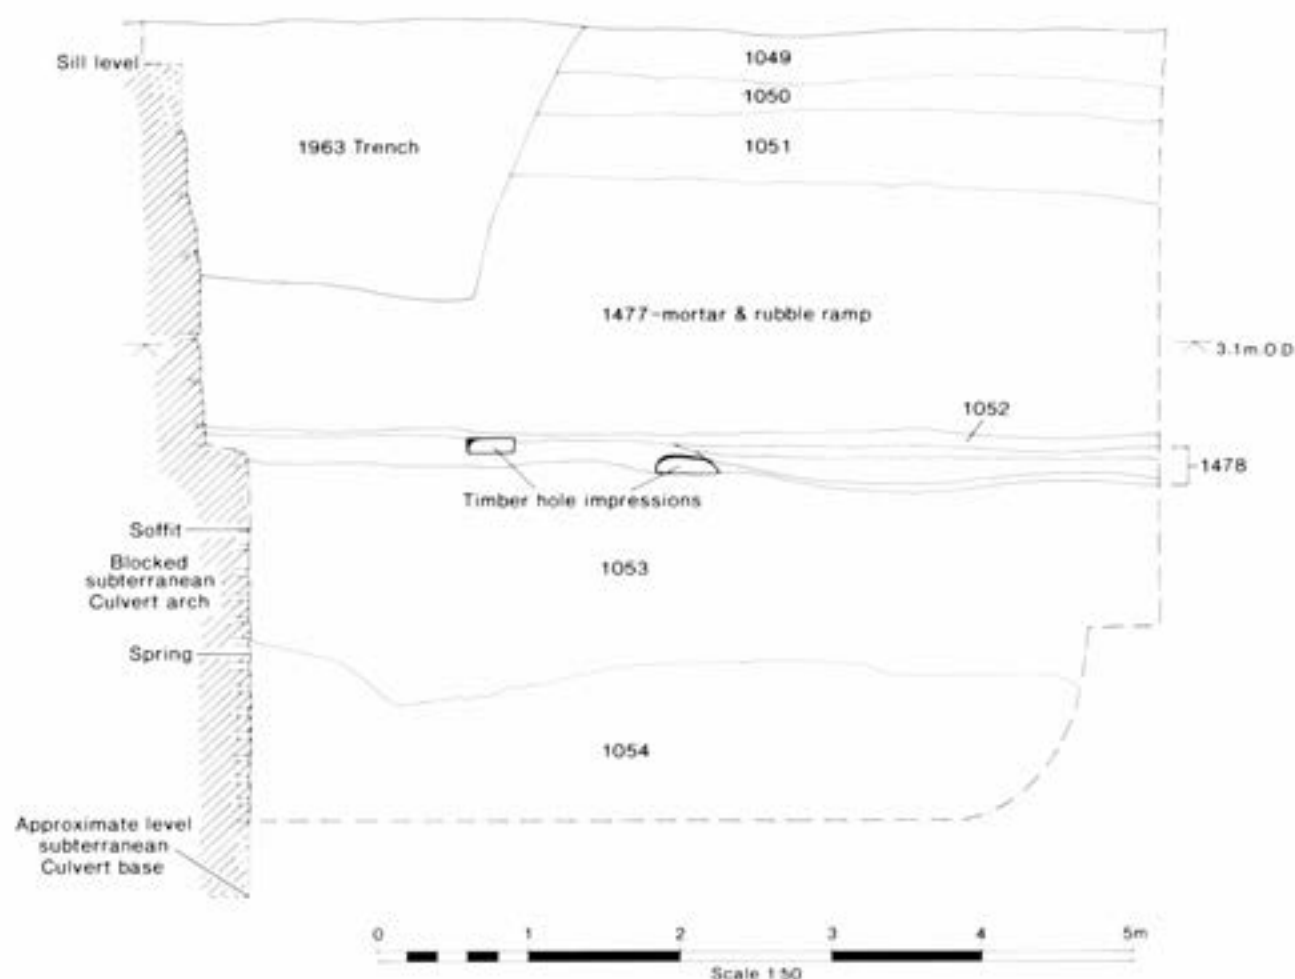 Sill level
1049
1050
1963 Trench
1051
1477-mortar & rubble ramp
3.1m.O D
1052
1478
Timber hole impressions
Soffit
Blocked
subterranean
Culvert arch
1053
Spring
1054
Approximate level
subterranean
Culvert base
0 1 2 3 4 5m
Scale 1:50